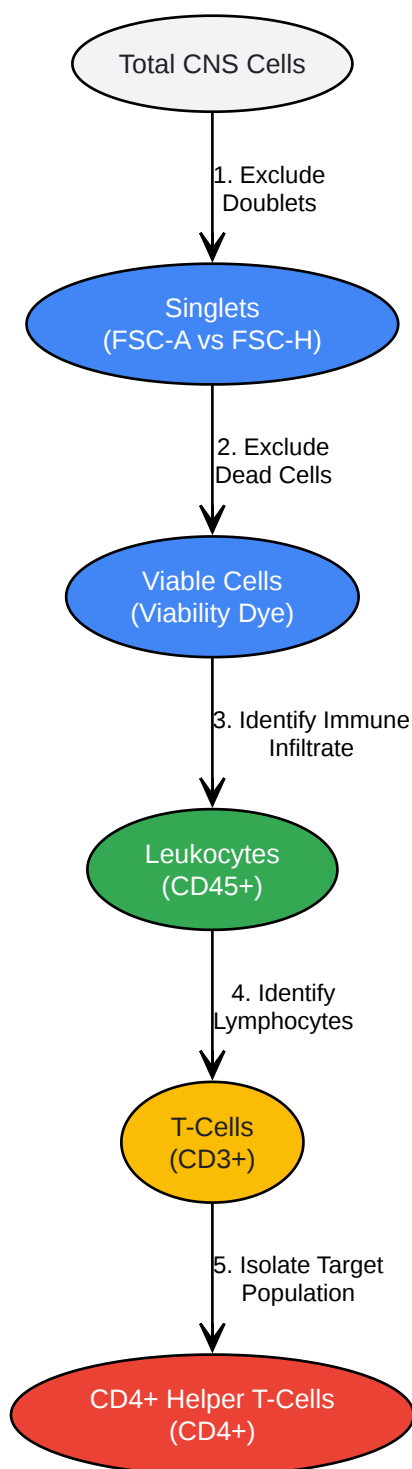 Total CNS Cells
1. Exclude
Doublets
Singlets
(FSC-A vs FSC-H)
2. Exclude
Dead Cells
Viable Cells
(Viability Dye)
3. Identify Immune
Infiltrate
Leukocytes
(CD45+)
4. Identify
Lymphocytes
T-Cells
(CD3+)
5. Isolate Target
Population
CD4+ Helper T-Cells
(CD4+)